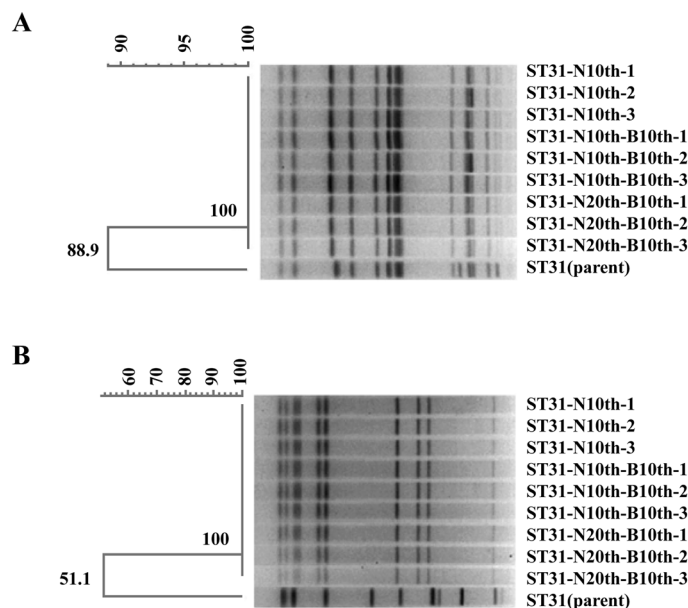 A
90 95 100
ST31-N10th-1
ST31-N10th-2
ST31-N10th-3
ST31-N10th-B10th-1
ST31-N10th-B10th-2
ST31-N10th-B10th-3
ST31-N20th-B10th-1
100 ST31-N20th-B10th-2
88.9 ST31-N20th-B10th-3
ST31(parent)
B
60 70 80 90 100
ST31-N10th-1
ST31-N10th-2
ST31-N10th-3
ST31-N10th-B10th-1
ST31-N10th-B10th-2
ST31-N10th-B10th-3
ST31-N20th-B10th-1
100 ST31-N20th-B10th-2
51.1 ST31-N20th-B10th-3
ST31(parent)